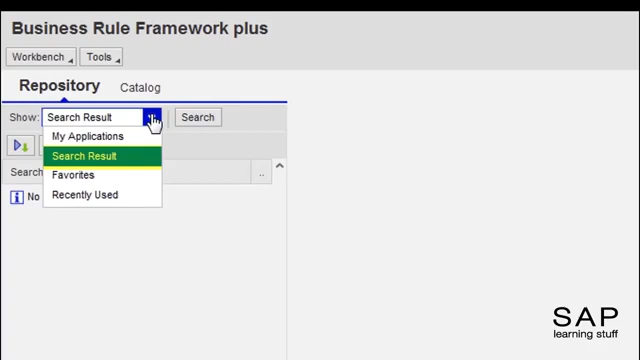 Business Rule Framework plus
Workbench Tools
Repository Catalog
Show: Search Result Search
My Applications
Search Result
Search ..
Favorites
No
Recently Used
SAP
learning stuff